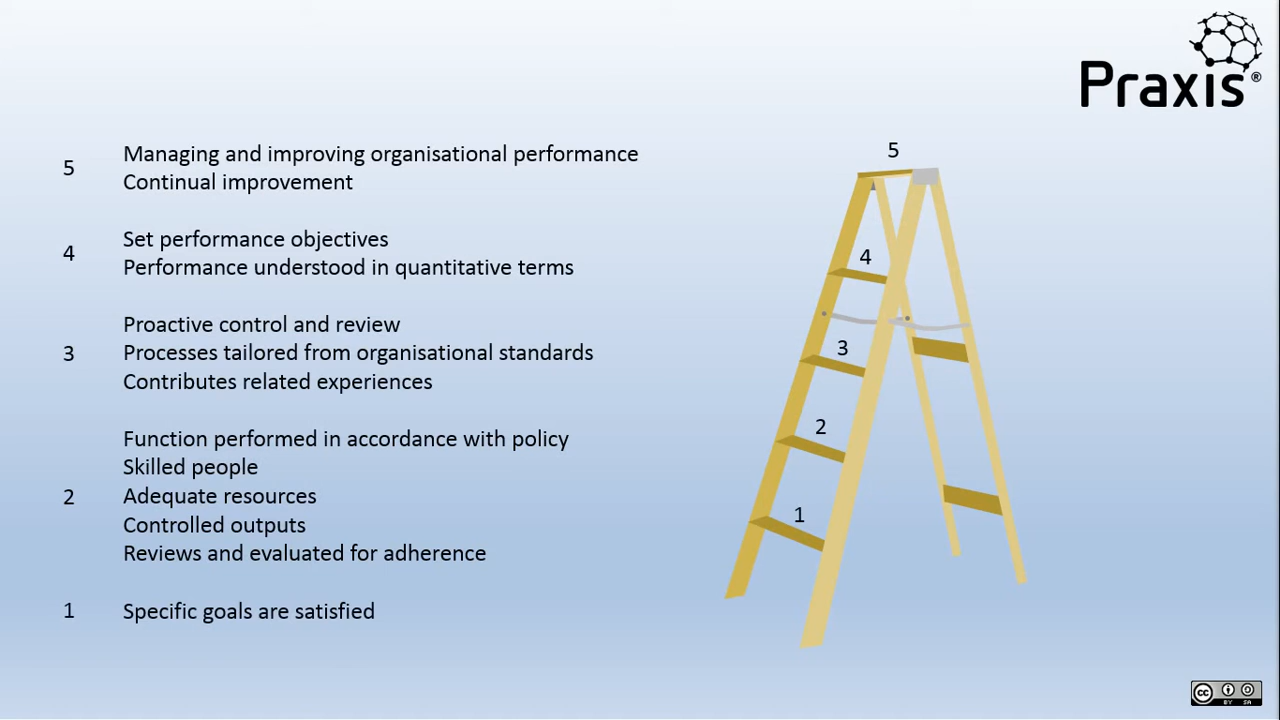 Praxis®
5
Managing and improving organisational performance
Continual improvement
4
Set performance objectives
Performance understood in quantitative terms
3
Proactive control and review
Processes tailored from organisational standards
Contributes related experiences
2
Function performed in accordance with policy
Skilled people
Adequate resources
Controlled outputs
Reviews and evaluated for adherence
1
Specific goals are satisfied
5
4
3
2
1
cc
BY SA